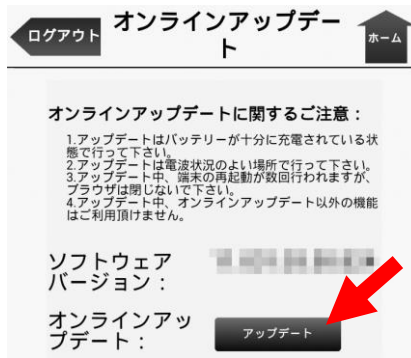 ログアウト
オンラインアップデー
ト
ホーム
オンラインアップデートに関するご注意：
1.アップデートはバッテリーが十分に充電されている状
態で行って下さい。
2.アップデートは電波状況のよい場所で行って下さい。
3.アップデート中、端末の再起動が数回行われますが、
ブラウザは閉じないで下さい。
4.アップデート中、オンラインアップデート以外の機能
はご利用頂けません。
ソフトウェア
バージョン：
オンラインアッ
プデート：
アップデート